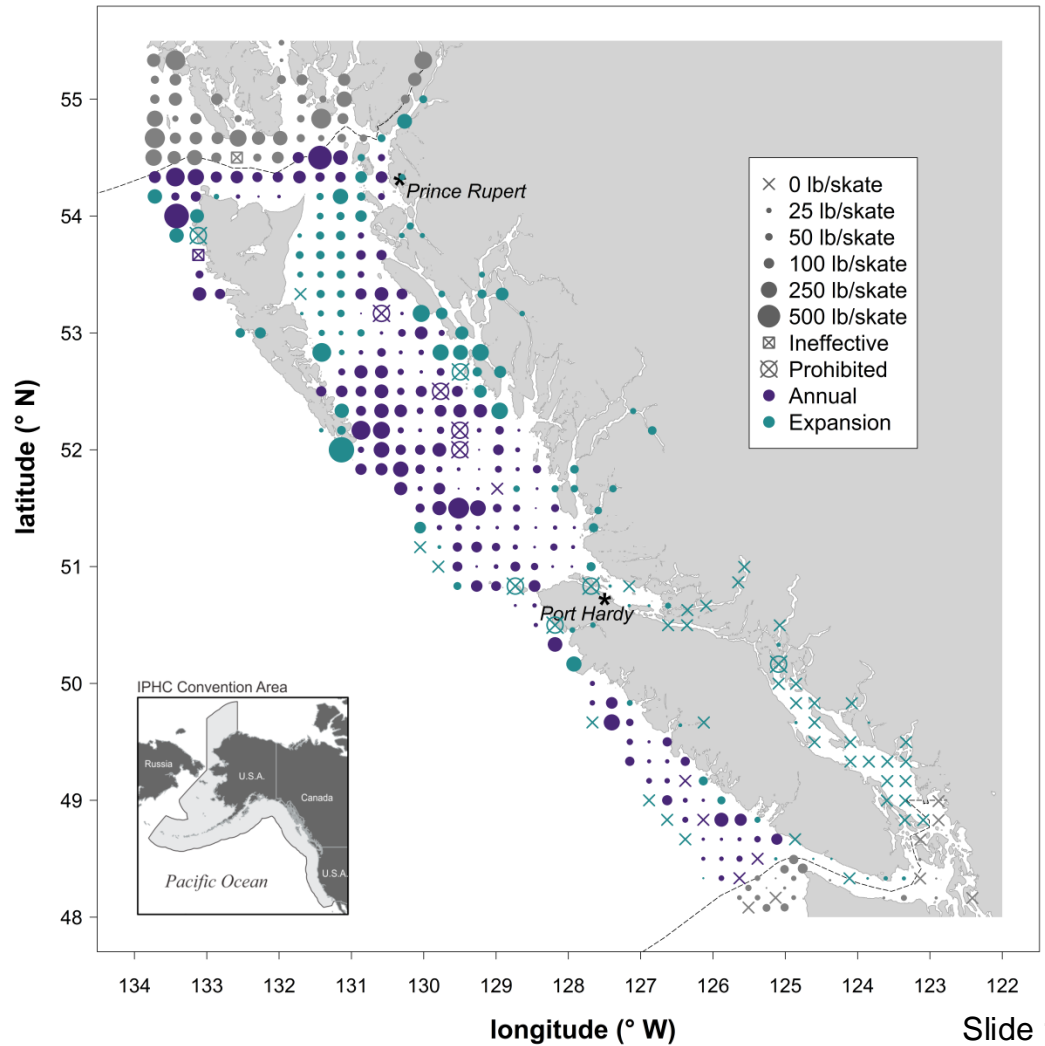 55
54
53
52
51
50
49
48
latitude (° N)
Prince Rupert
Port Hardy
0 lb/skate
25 lb/skate
50 lb/skate
100 lb/skate
250 lb/skate
500 lb/skate
Ineffective
Prohibited
Annual
Expansion
IPHC Convention Area
Russia
U.S.A.
Canada
U.S.A.
Pacific Ocean
134 133 132 131 130 129 128 127 126 125 124 123 122
longitude (° W)
Slide